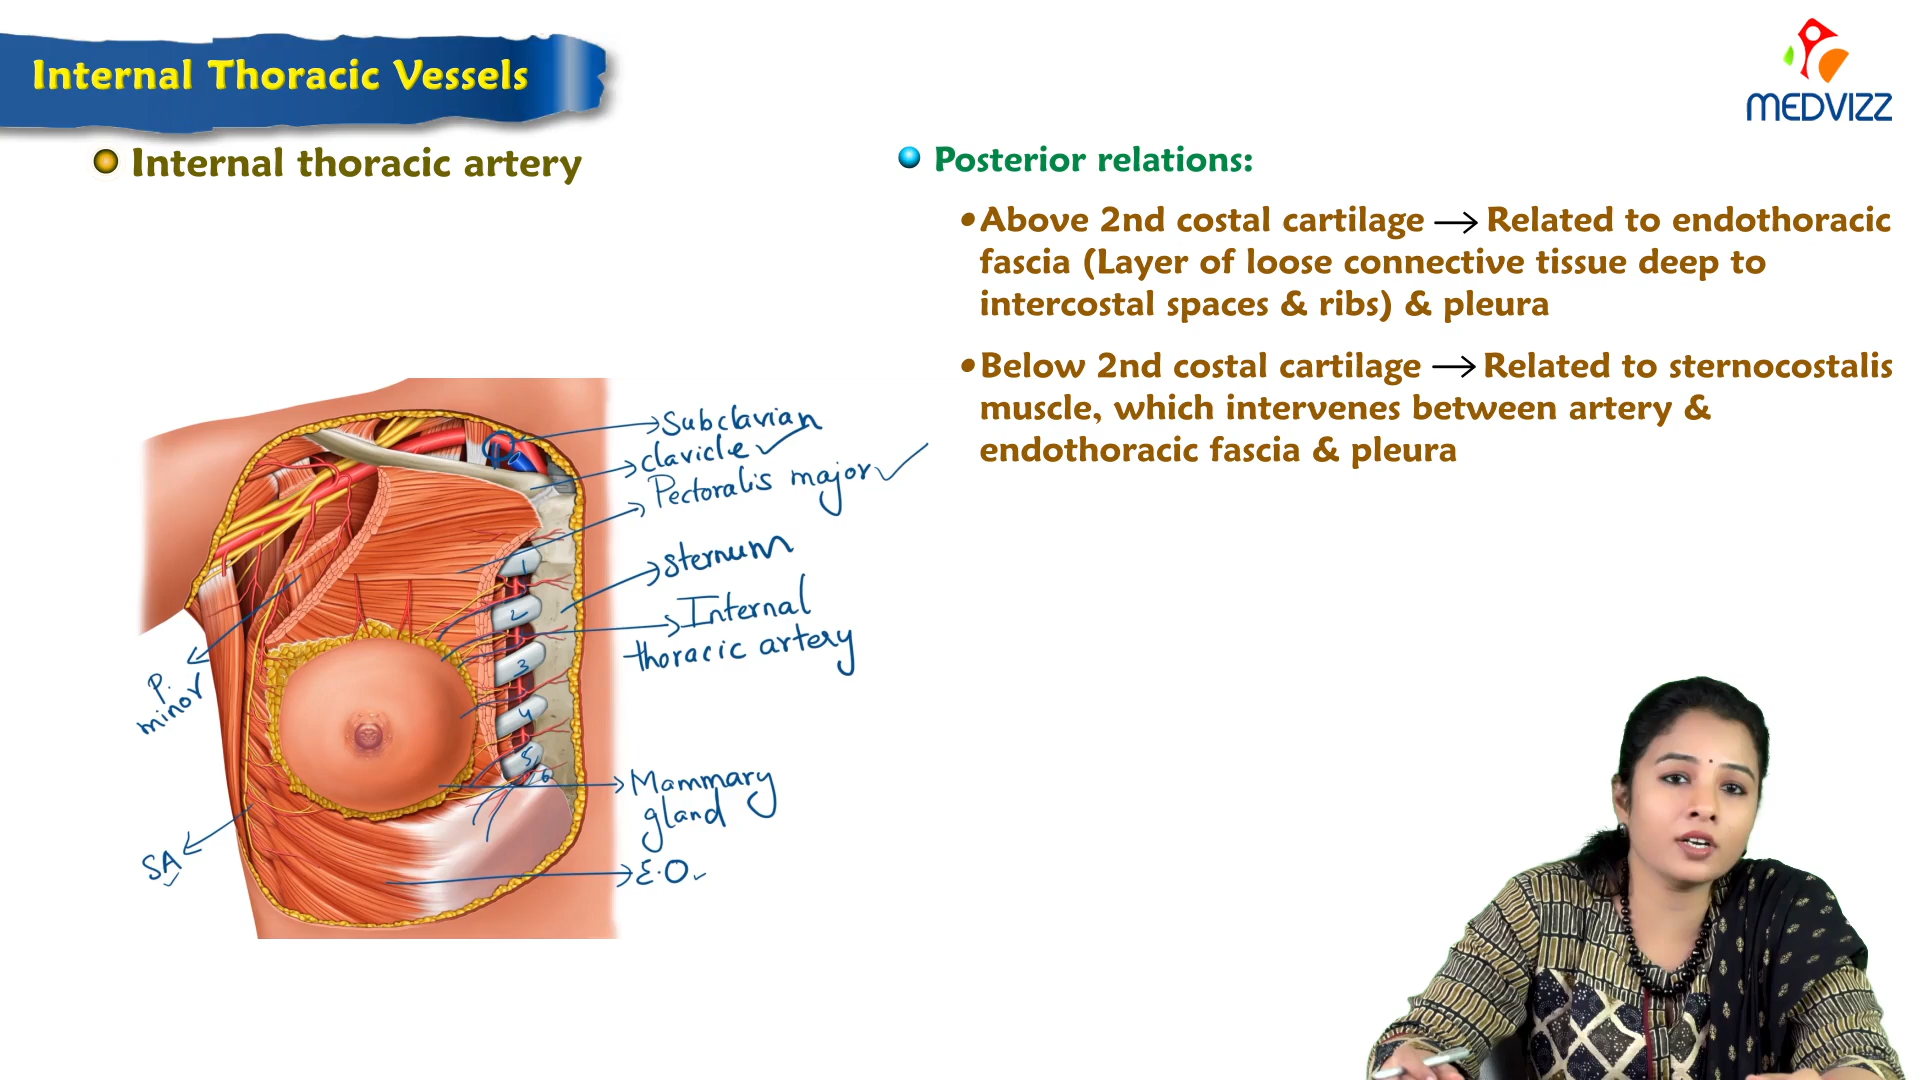 Internal Thoracic Vessels
MEDVIZZ
Internal thoracic artery
Posterior relations:
•Above 2nd costal cartilage → Related to endothoracic
fascia (Layer of loose connective tissue deep to
intercostal spaces & ribs) & pleura
•Below 2nd costal cartilage → Related to sternocostalis
muscle, which intervenes between artery &
endothoracic fascia & pleura
Subclavian
clavicle
Pectoralis major
sternum
Internal
thoracic artery
P.
minor
Mammary
gland
SA
E.O
1
2
3
4
5
6